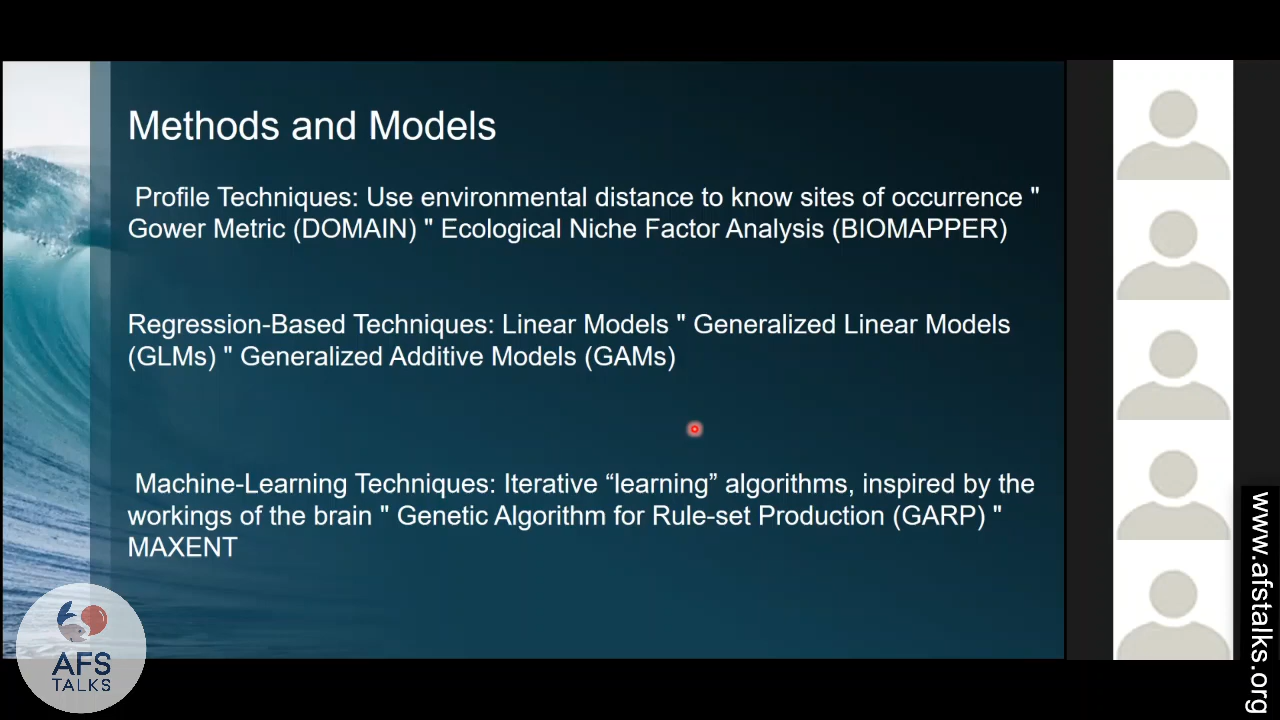 Methods and Models
Profile Techniques: Use environmental distance to know sites of occurrence "
Gower Metric (DOMAIN) " Ecological Niche Factor Analysis (BIOMAPPER)
Regression-Based Techniques: Linear Models " Generalized Linear Models
(GLMs) " Generalized Additive Models (GAMs)
Machine-Learning Techniques: Iterative “learning” algorithms, inspired by the
workings of the brain " Genetic Algorithm for Rule-set Production (GARP) "
MAXENT
AFS
TALKS
www.afstalks.org